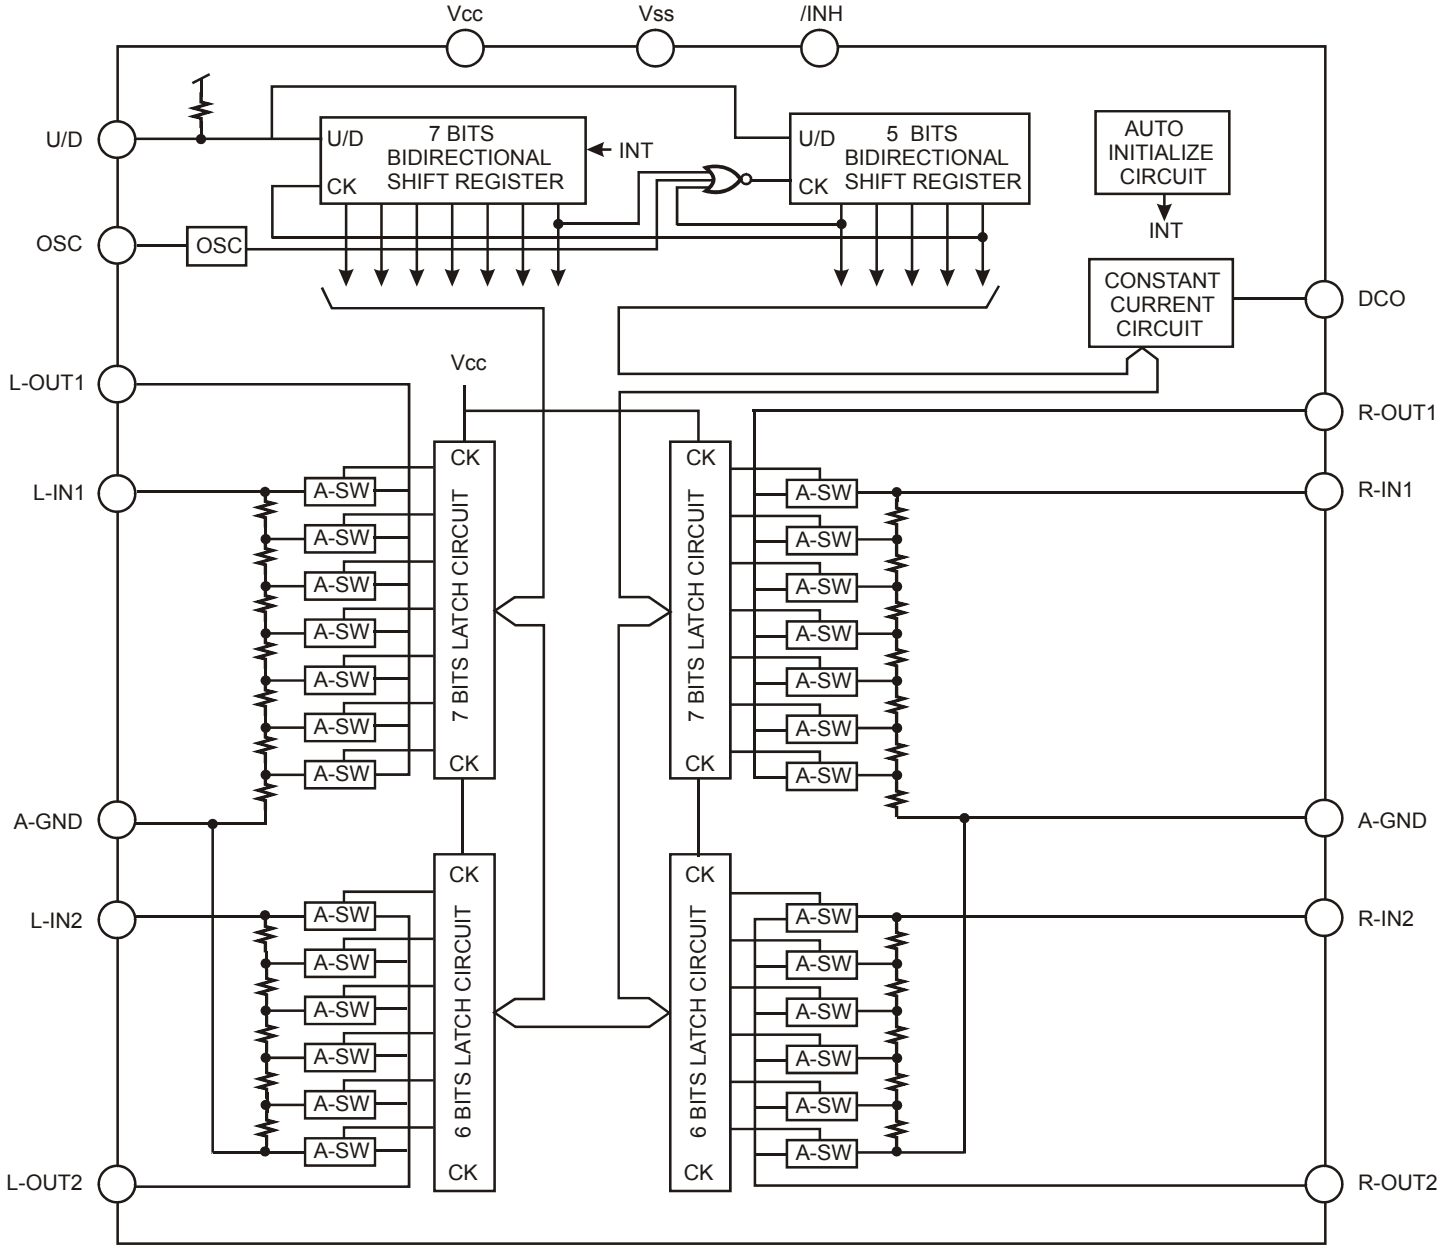 Vcc
Vss
/INH
U/D
U/D
7 BITS
BIDIRECTIONAL
SHIFT REGISTER
CK
INT
U/D
5 BITS
BIDIRECTIONAL
SHIFT REGISTER
CK
AUTO
INITIALIZE
CIRCUIT
INT
OSC
OSC
CONSTANT
CURRENT
CIRCUIT
DCO
Vcc
L-OUT1
R-OUT1
CK
7 BITS LATCH CIRCUIT
CK
CK
7 BITS LATCH CIRCUIT
CK
L-IN1
A-SW
A-SW
R-IN1
A-SW
A-SW
A-SW
A-SW
A-SW
A-SW
A-SW
A-SW
A-SW
A-SW
A-SW
A-SW
A-GND
A-GND
CK
6 BITS LATCH CIRCUIT
CK
CK
6 BITS LATCH CIRCUIT
CK
L-IN2
A-SW
A-SW
R-IN2
A-SW
A-SW
A-SW
A-SW
A-SW
A-SW
A-SW
A-SW
A-SW
A-SW
L-OUT2
R-OUT2